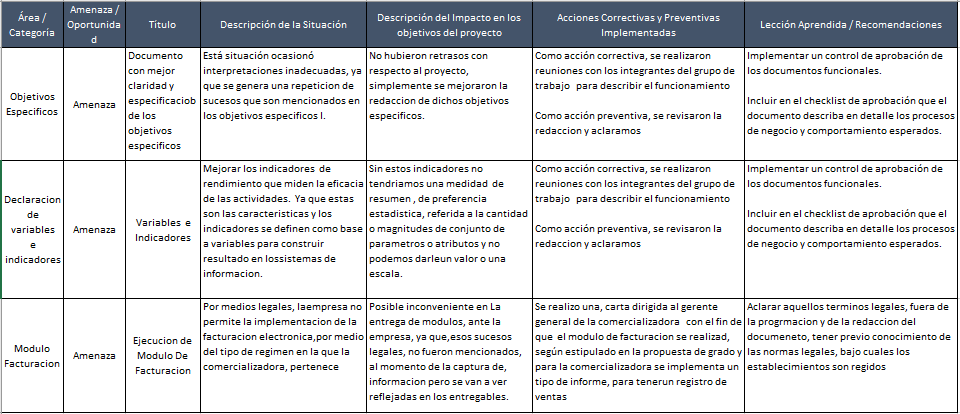 Área /
Categoría
Amenaza /
Oportunida
d
Título
Descripción de la Situación
Descripción del Impacto en los
objetivos del proyecto
Acciones Correctivas y Preventivas
Implementadas
Lección Aprendida / Recomendaciones
Objetivos
Especificos
Amenaza
Documento
con mejor
claridad y
especificaciob
de los
objetivos
especificos
Está situación ocasionó
interpretaciones inadecuadas, ya
que se genera una repeticion de
sucesos que son mencionados en
los objetivos especificos I.
No hubieron retrasos con
respecto al proyecto,
simplemente se mejoraron la
redaccion de dichos objetivos
especificos.
Como acción correctiva, se realizaron
reuniones con los integrantes del grupo de
trabajo para describir el funcionamiento
Como acción preventiva, se revisaron la
redaccion y aclaramos
Implementar un control de aprobación de
los documentos funcionales.
Incluir en el checklist de aprobación que el
documento describa en detalle los procesos
de negocio y comportamiento esperados.
Declaracion
de
variables
e
indicadores
Amenaza
Variables e
Indicadores
Mejorar los indicadores de
rendimiento que miden la eficacia
de las actividades. Ya que estas
son las caracteristicas y los
indicadores se definen como base
a variables para construir
resultado en lossistemas de
informacion.
Sin estos indicadores no
tendriamos una medidad de
resumen , de preferencia
estadistica, referida a la cantidad
o magnitudes de conjunto de
parametros o atributos y no
podemos darleun valor o una
escala.
Como acción correctiva, se realizaron
reuniones con los integrantes del grupo de
trabajo para describir el funcionamiento
Como acción preventiva, se revisaron la
redaccion y aclaramos
Implementar un control de aprobación de
los documentos funcionales.
Incluir en el checklist de aprobación que el
documento describa en detalle los procesos
de negocio y comportamiento esperados.
Modulo
Facturacion
Amenaza
Ejecucion de
Modulo De
Facturacion
Por medios legales, laempresa no
permite la implementacion de la
facturacion electronica,por medio
del tipo de regimen en la que la
comercializadora, pertenece
Posible inconveniente en La
entrega de modulos, ante la
empresa, ya que,esos sucesos
legales, no fueron mencionados,
al momento de la captura de,
informacion pero se van a ver
reflejadas en los entregables.
Se realizo una, carta dirigida al gerente
general de la comercializadora con el fin de
que el modulo de facturacion se realizad,
según estipulado en la propuesta de grado y
para la comercializadora se implementa un
tipo de informe, para tenerun registro de
ventas
Aclarar aquellos terminos legales, fuera de
la progrmacion y de la redaccion del
documeneto, tener previo conocimiento de
las normas legales, bajo cuales los
establecimientos son regidos